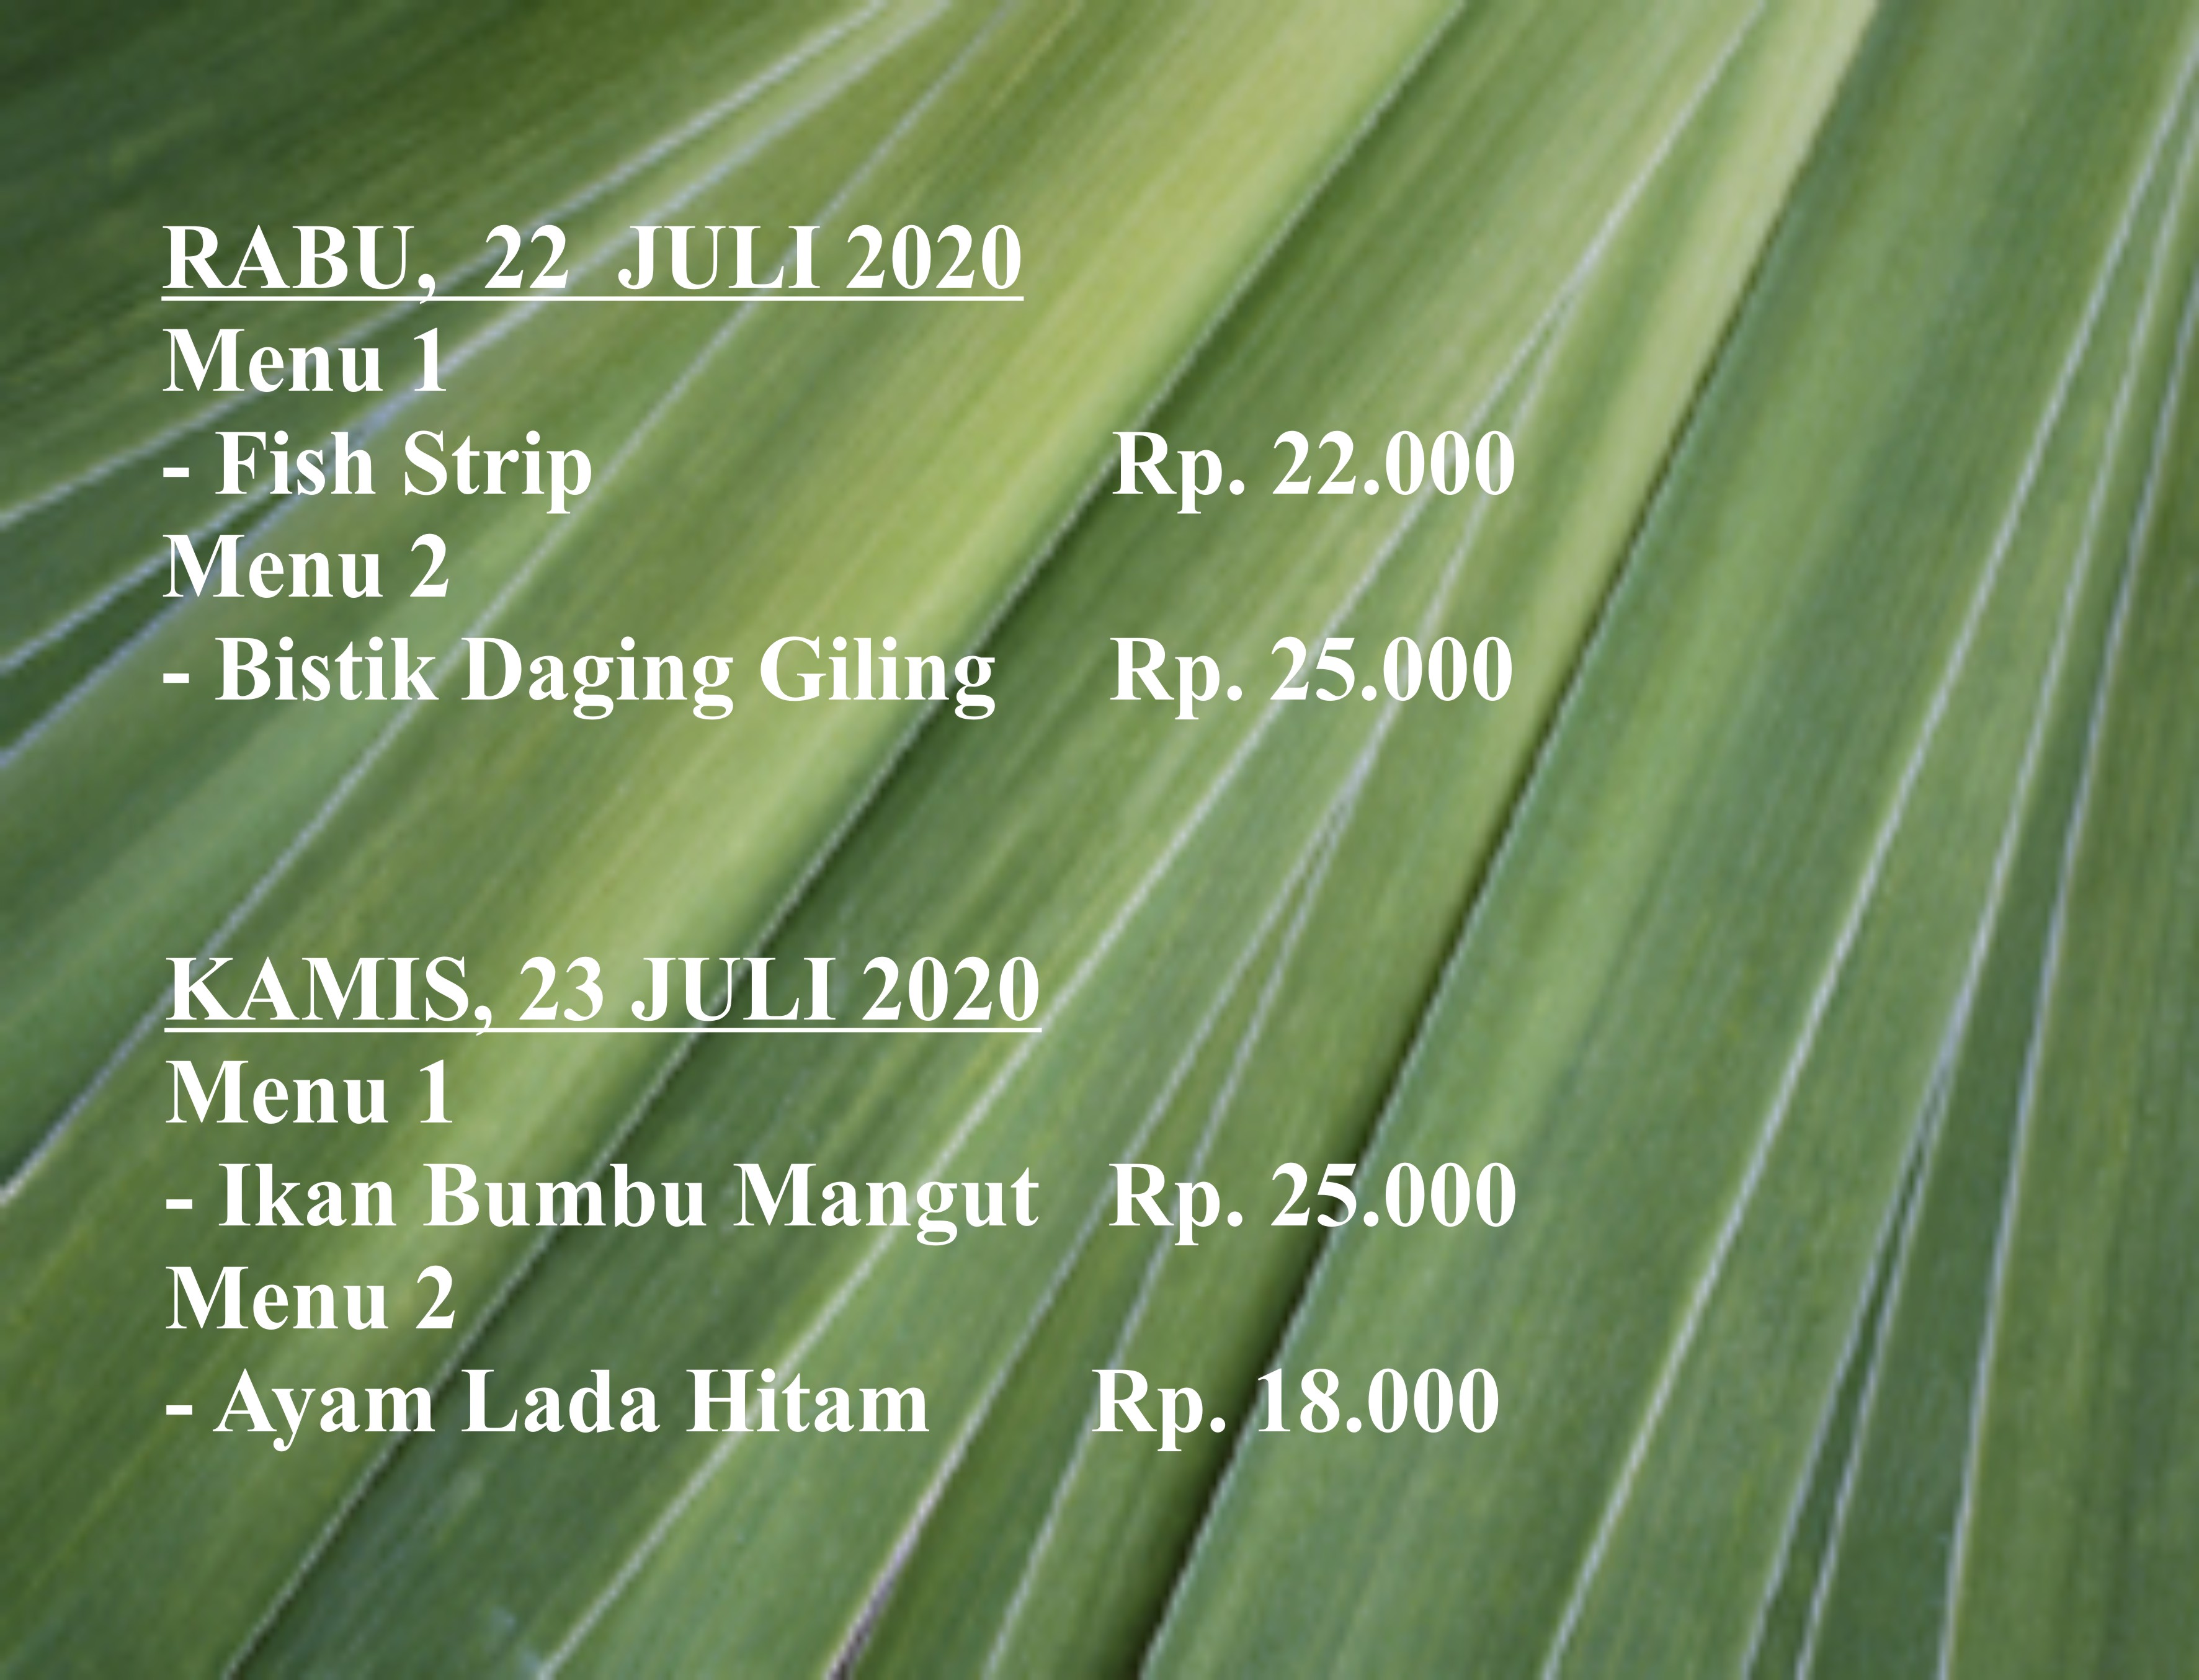 RABU, 22 JULI 2020
Menu 1
- Fish Strip Rp. 22.000
Menu 2
- Bistik Daging Giling Rp. 25.000
KAMIS, 23 JULI 2020
Menu 1
- Ikan Bumbu Mangut Rp. 25.000
Menu 2
- Ayam Lada Hitam Rp. 18.000